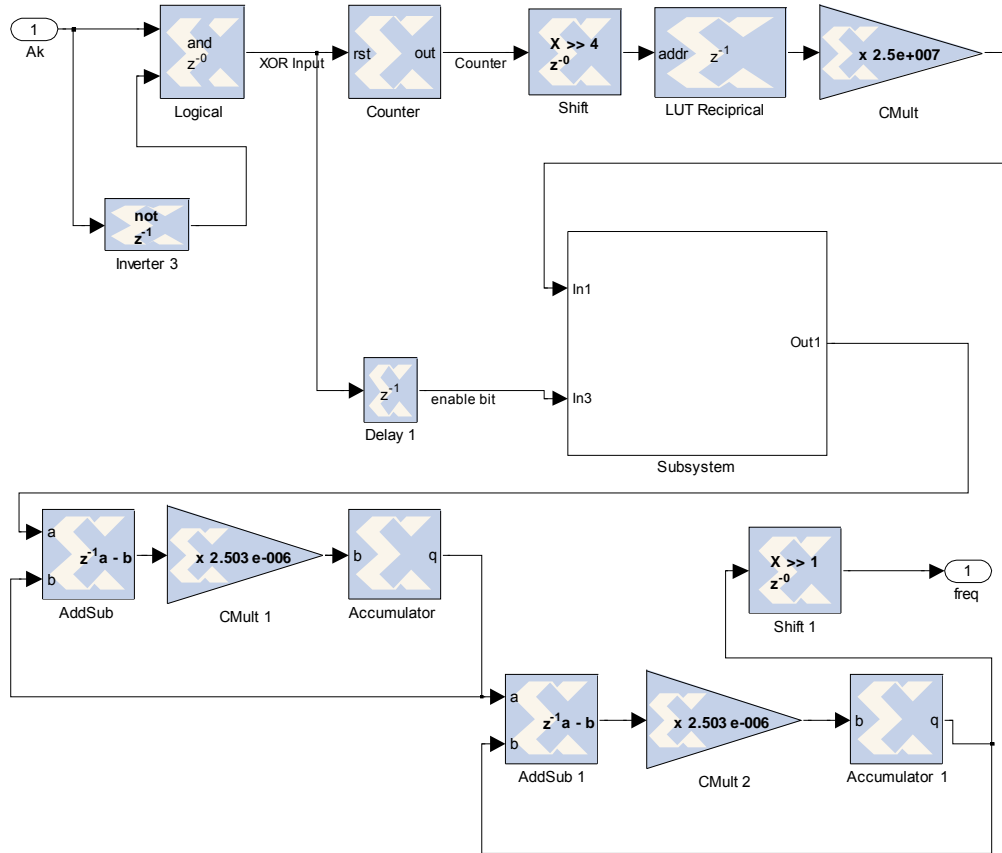 1
Ak
and
z-0
Logical
XOR Input
rst
out
Counter
Counter
X >> 4
z-0
Shift
addr
z-1
LUT Reciprical
x 2.5e+007
CMult
not
z-1
Inverter 3
z-1
Delay 1
enable bit
In1
In3
Out1
Subsystem
a
b
z-1a - b
AddSub
x 2.503 e-006
CMult 1
b
q
Accumulator
X >> 1
z-0
Shift 1
1
freq
a
b
z-1a - b
AddSub 1
x 2.503 e-006
CMult 2
b
q
Accumulator 1